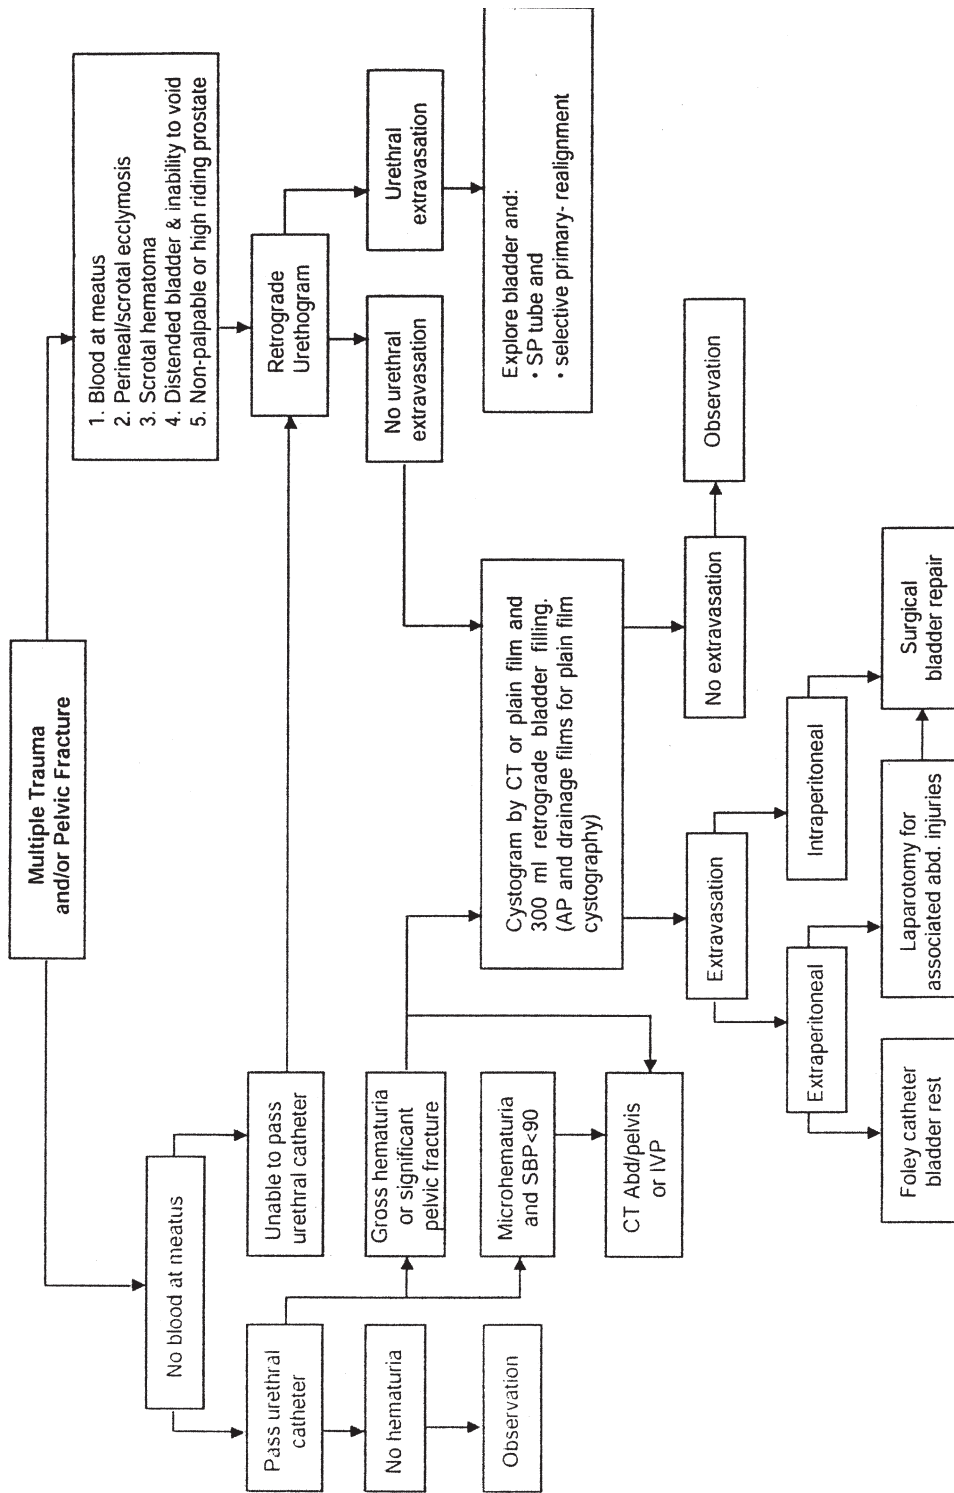 Multiple Trauma
and/or Pelvic Fracture
No blood at meatus
1. Blood at meatus
2. Perineal/scrotal ecclymosis
3. Scrotal hematoma
4. Distended bladder & inability to void
5. Non-palpable or high riding prostate
Pass urethral
catheter
Unable to pass
urethral catheter
Retrograde
Urethogram
No hematuria
Gross hematuria
or significant
pelvic fracture
No urethral
extravasation
Urethral
extravasation
Observation
Microhematuria
and SBP<90
Cystogram by CT or plain film and
300 ml retrograde bladder filling.
(AP and drainage films for plain film
cystography)
Explore bladder and:
• SP tube and
• selective primary- realignment
CT Abd/pelvis
or IVP
Extravasation
No extravasation
Observation
Extraperitoneal
Intraperitoneal
Foley catheter
bladder rest
Laparotomy for
associated abd. injuries
Surgical
bladder repair